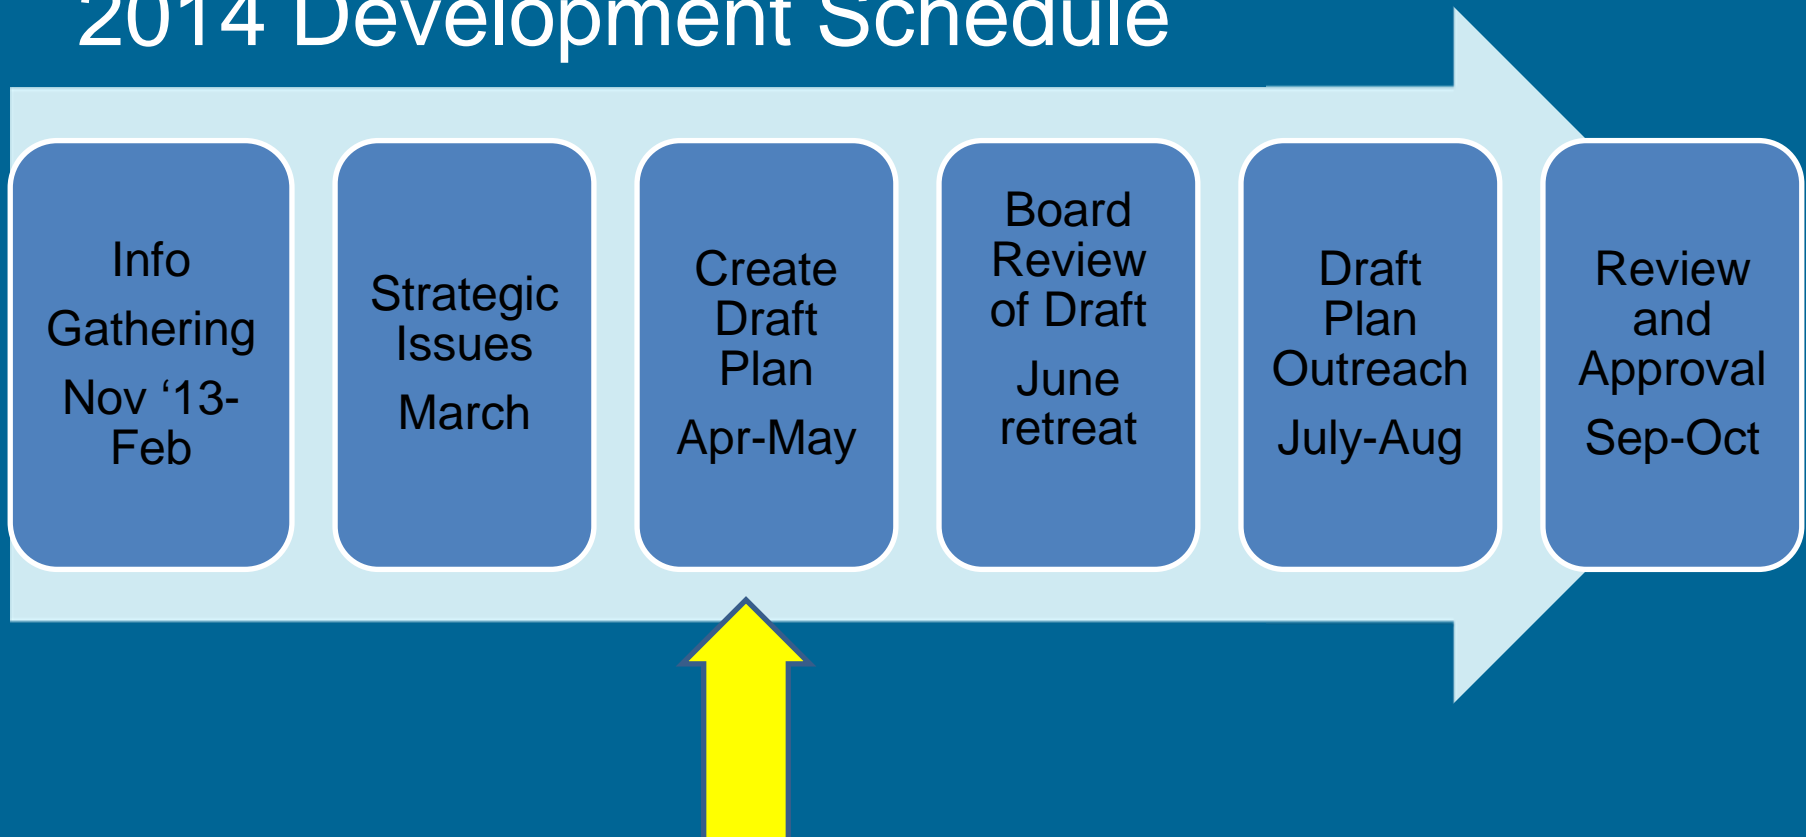 2014 Development Schedule
Info
Gathering
Nov ‘13-
Feb
Strategic
Issues
March
Create
Draft
Plan
Apr-May
Board
Review
of Draft
June
retreat
Draft
Plan
Outreach
July-Aug
Review
and
Approval
Sep-Oct